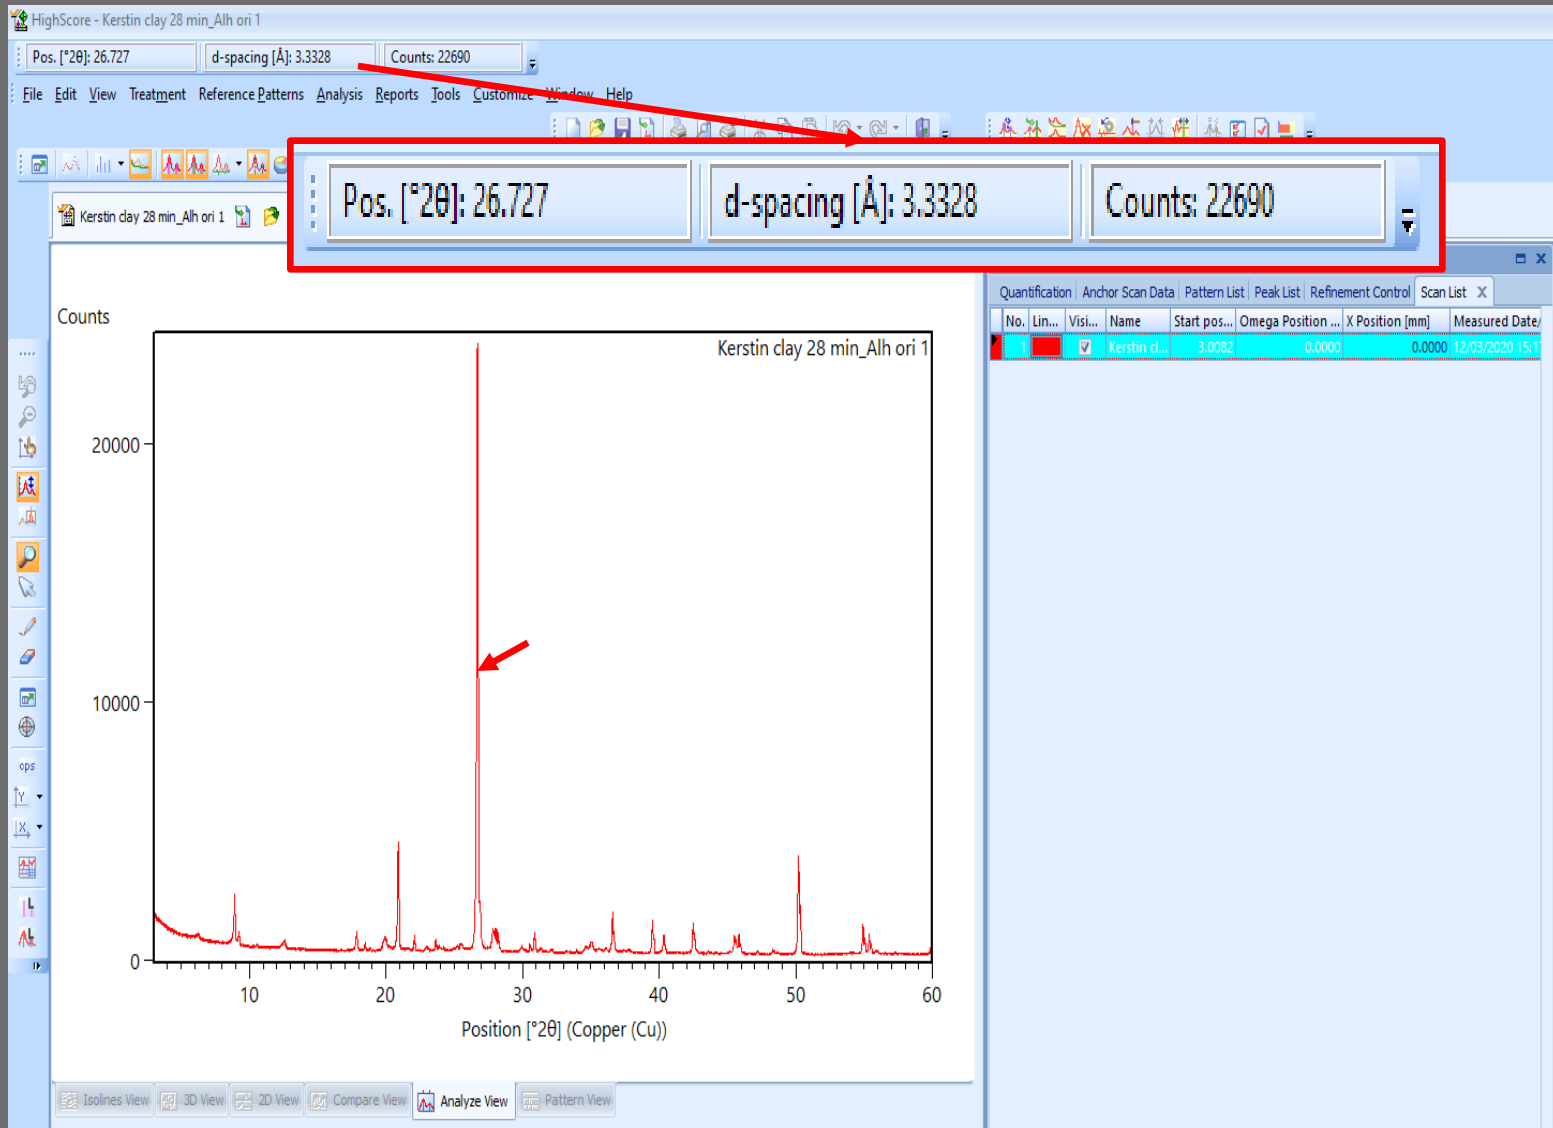 HighScore - Kerstin clay 28 min_Alh ori 1
Pos. [°2θ]: 26.727 d-spacing [Å]: 3.3328 Counts: 22690
File Edit View Treatment Reference Patterns Analysis Reports Tools Customize Window Help
Pos. [°2θ]: 26.727 d-spacing [Å]: 3.3328 Counts: 22690
Kerstin clay 28 min_Alh ori 1
Quantification Anchor Scan Data Pattern List Peak List Refinement Control Scan List X
No. Lin... Visi... Name Start pos... Omega Position ... X Position [mm] Measured Date/
1 Kerstin cl... 3.0082 0.0000 0.0000 12/03/2020 15:1
Counts
Kerstin clay 28 min_Alh ori 1
20000
10000
0
10 20 30 40 50 60
Position [°2θ] (Copper (Cu))
cps
Y
X
Isolines View 3D View 2D View Compare View Analyze View Pattern View